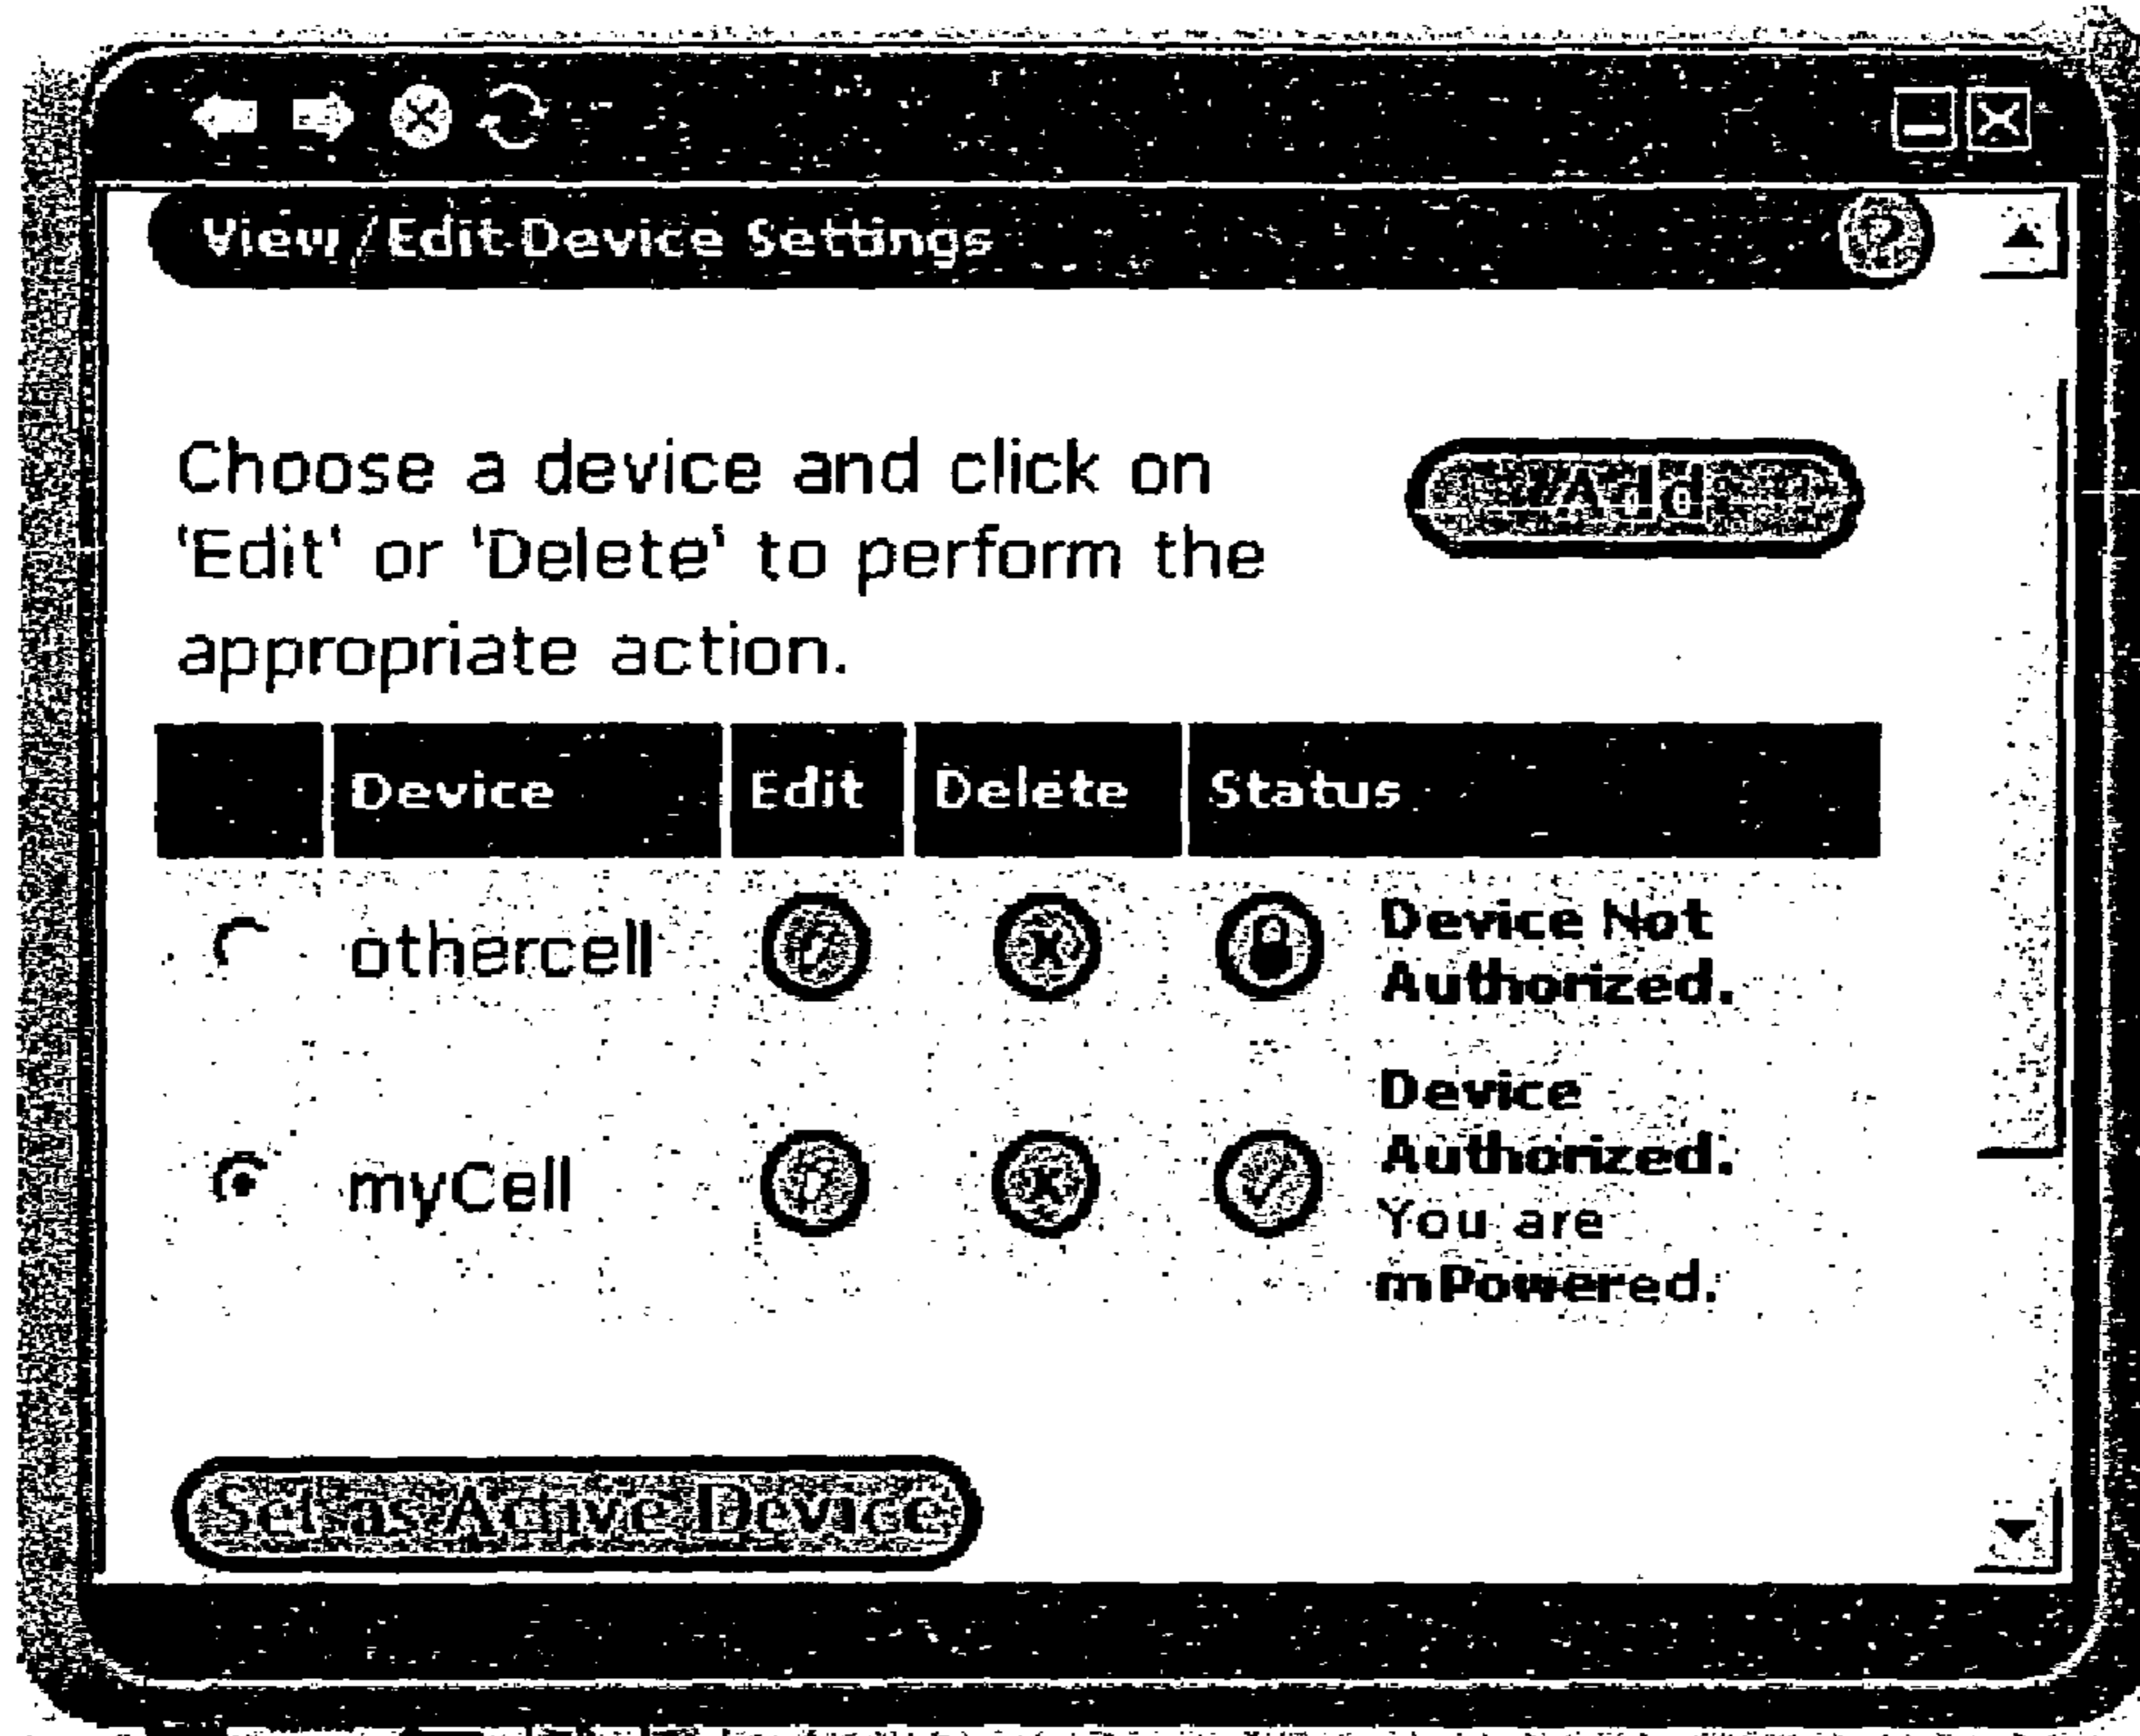 View/Edit Device Settings
?
Choose a device and click on
'Edit' or 'Delete' to perform the
appropriate action.
Add
Device Edit Delete Status
othercell Device Not
Authorized.
myCell Device
Authorized.
You are
mPowered.
Set as Active Device